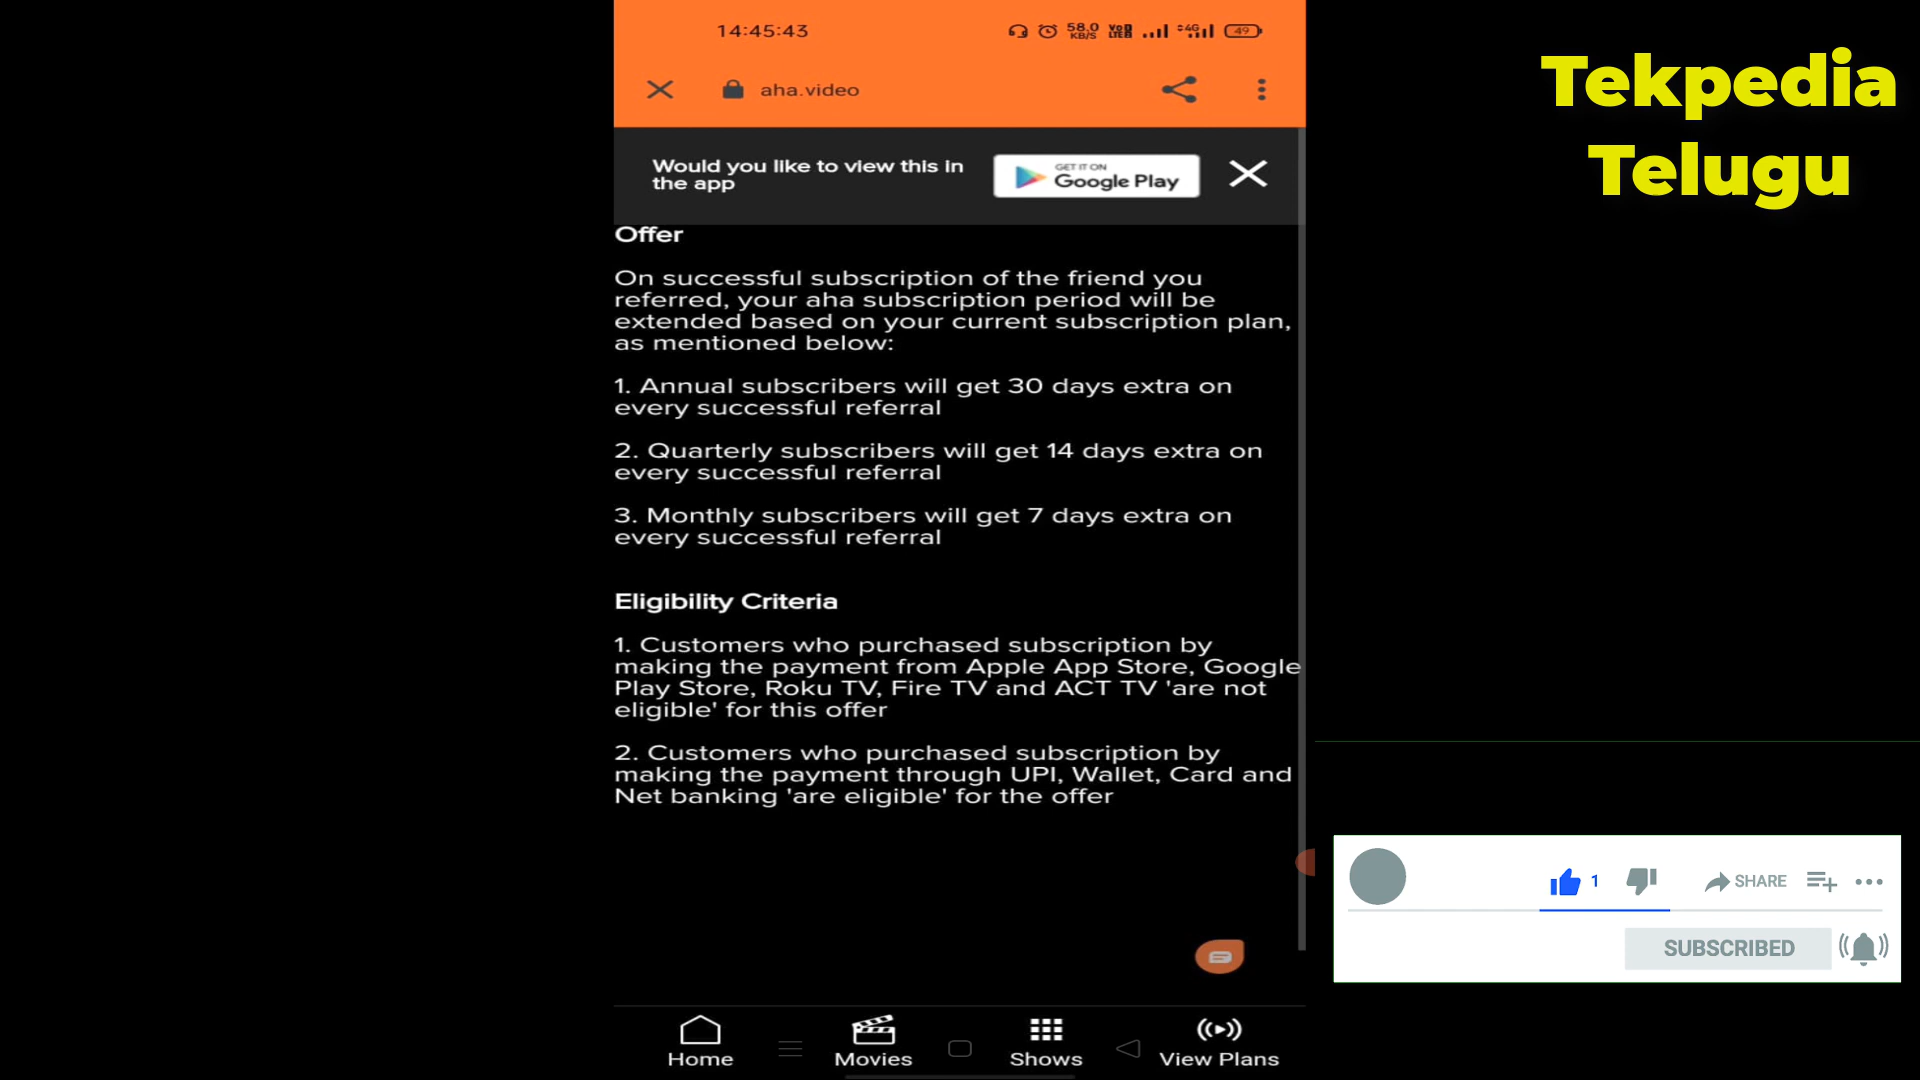 14:45:43
58.0
KB/S
4G
49
aha.video
Tekpedia
Telugu
Would you like to view this in
the app
GET IT ON
Google Play
Offer
On successful subscription of the friend you
referred, your aha subscription period will be
extended based on your current subscription plan,
as mentioned below:
1. Annual subscribers will get 30 days extra on
every successful referral
2. Quarterly subscribers will get 14 days extra on
every successful referral
3. Monthly subscribers will get 7 days extra on
every successful referral
Eligibility Criteria
1. Customers who purchased subscription by
making the payment from Apple App Store, Google
Play Store, Roku TV, Fire TV and ACT TV 'are not
eligible' for this offer
2. Customers who purchased subscription by
making the payment through UPI, Wallet, Card and
Net banking 'are eligible' for the offer
1
SHARE
SUBSCRIBED
Home
Movies
Shows
View Plans